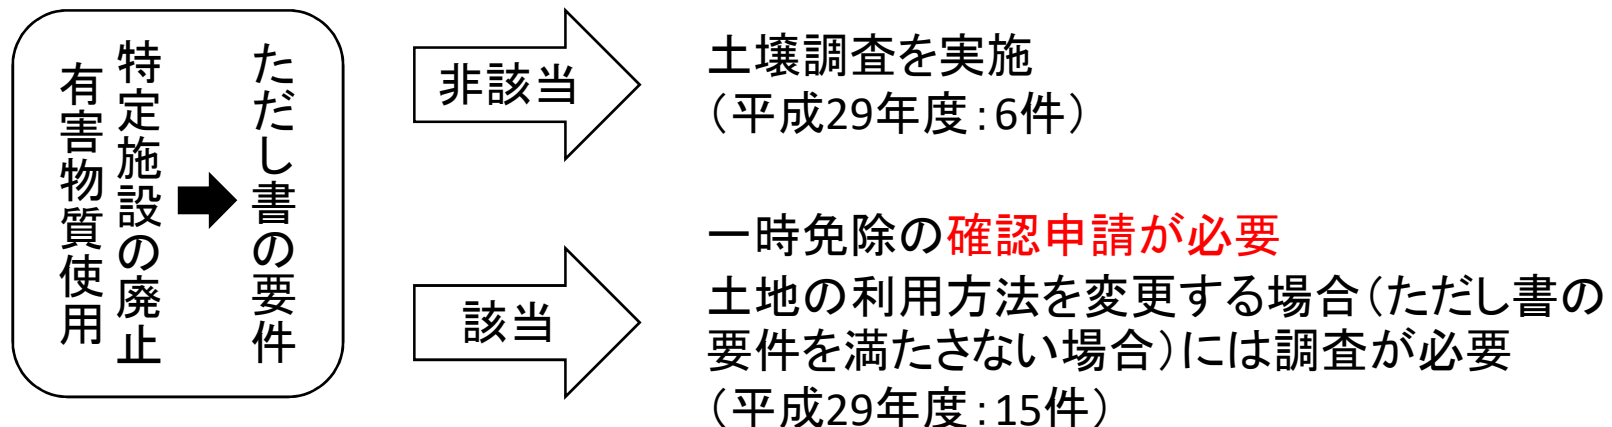 有害物質使用
特定施設の廃止
ただし書の要件
非該当
土壌調査を実施
（平成29年度：6件）
該当
一時免除の確認申請が必要
土地の利用方法を変更する場合（ただし書の
要件を満たさない場合）には調査が必要
（平成29年度：15件）